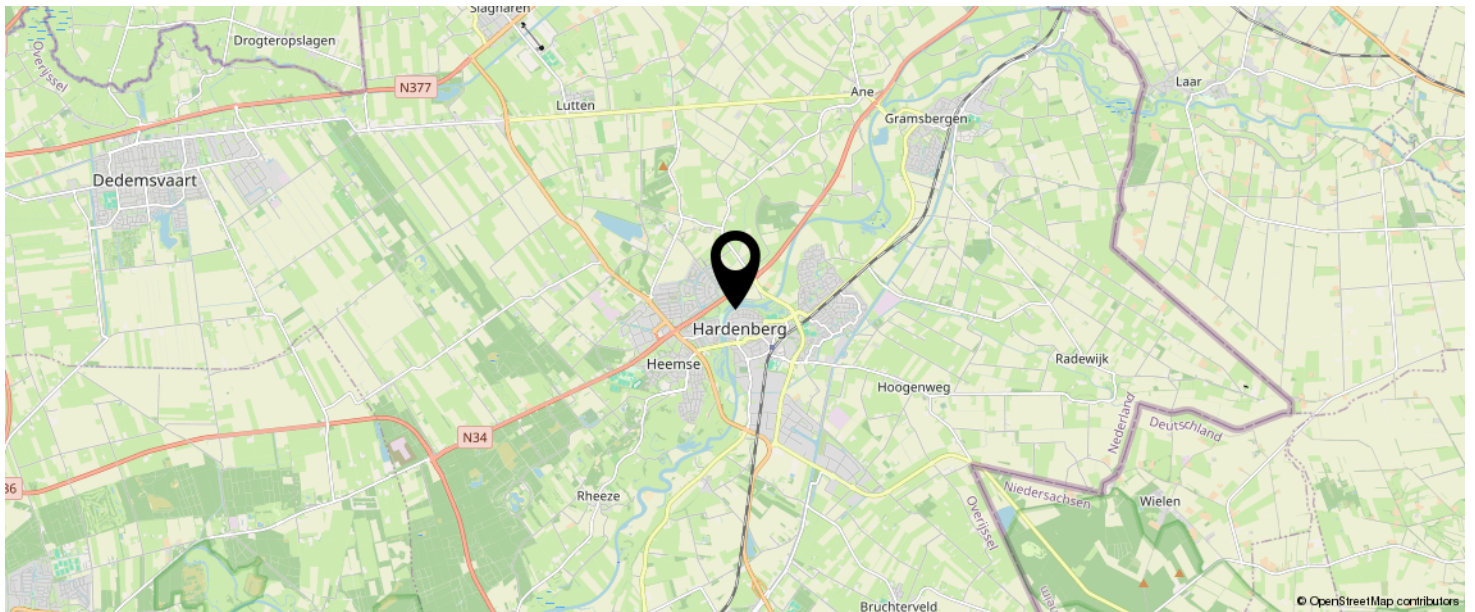 Slagharen
Drogteropslagen
Overijssel
N377
Laar
Ane
Lutten
Gramsbergen
Dedemsvaart
Hardenberg
Heemse
Radewijk
Hoogenweg
Nederland
Deutschland
N34
36
Rheeze
Niedersachsen
Wielen
Overijssel
Bruchterveld
© OpenStreetMap contributors